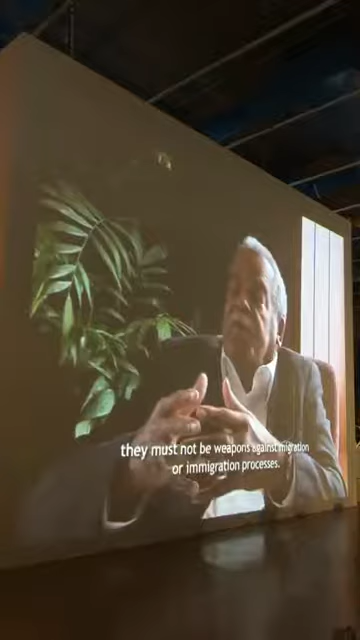 they must not be weapons against migration
or immigration processes.